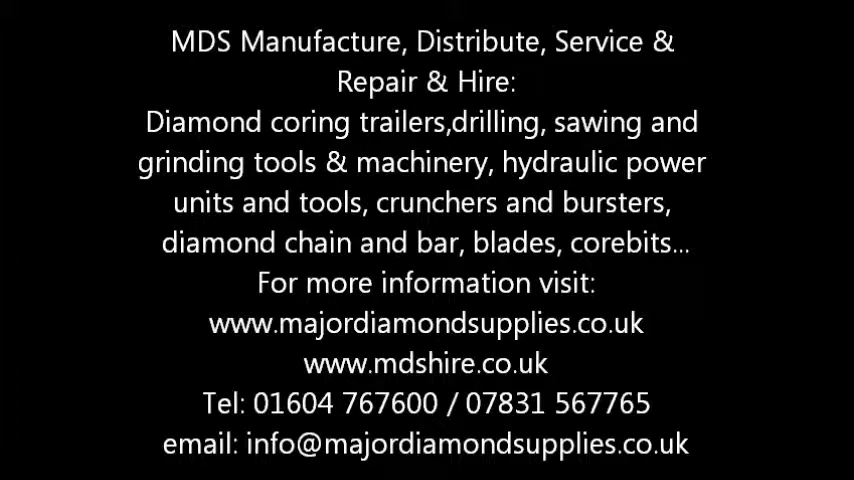 MDS Manufacture, Distribute, Service &
Repair & Hire:
Diamond coring trailers,drilling, sawing and
grinding tools & machinery, hydraulic power
units and tools, crunchers and bursters,
diamond chain and bar, blades, corebits...
For more information visit:
www.majordiamondsupplies.co.uk
www.mdshire.co.uk
Tel: 01604 767600 / 07831 567765
email: info@majordiamondsupplies.co.uk